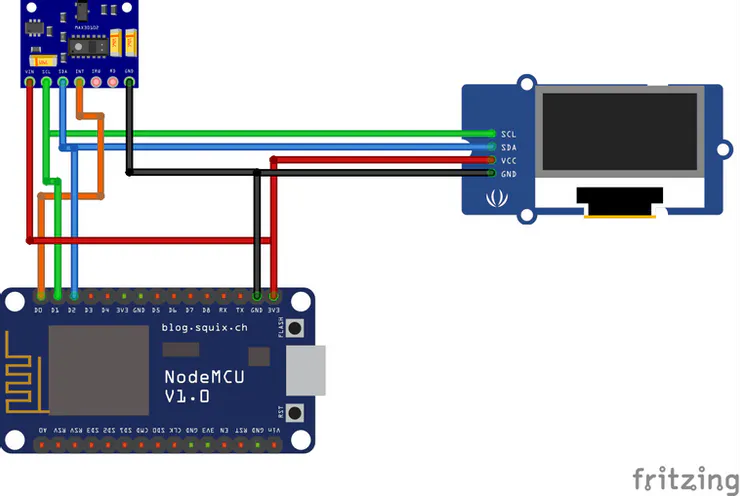 MAX30102
VIN SCL SDA INT IRD RD GND
SCL
SDA
VCC
GND
D0 D1 D2 D3 D4 3V3 GND D5 D6 D7 D8 RX TX GND 3V3
blog.squix.ch
FLASH
NodeMCU
V1.0
RST
A0 RSV RSV SD3 SD2 SD1 CMD SD0 CLK GND 3V3 EN RST GND Vin
fritzing